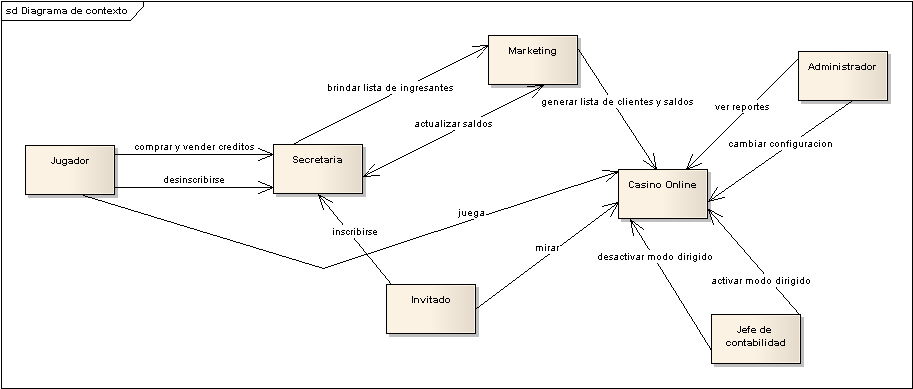 sd Diagrama de contexto
Marketing
Administrador
brindar lista de ingresantes
generar lista de clientes y saldos
ver reportes
actualizar saldos
cambiar configuracion
comprar y vender creditos
Jugador
Secretaria
desinscribirse
Casino Online
juega
inscribirse
mirar
desactivar modo dirigido
activar modo dirigido
Invitado
Jefe de
contabilidad